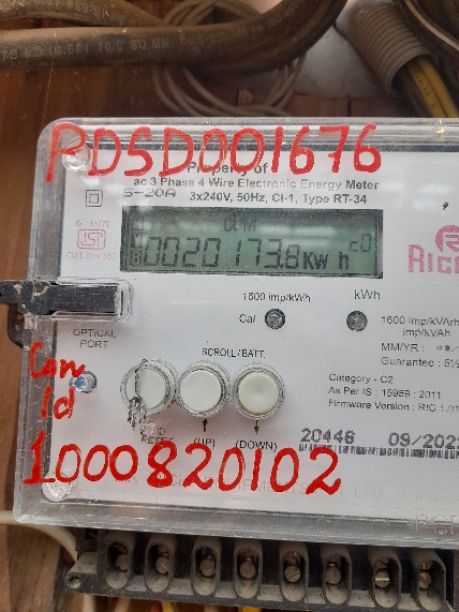 PDSD001676
Property of
ac 3 Phase 4 Wire Electronic Energy Meter
5-20A 3x240V, 50Hz, Cl-1, Type RT-34
CUM
0020173.8 Kw h
1600 imp/kWh
kWh
Cal
1600 imp/kVArh
imp/kVAh
OPTICAL
PORT
SCROLL/BATT.
MM/YR :
Guarantee :
Category - C2
As Per IS : 15959 : 2011
Firmware Version : RIC 1.01
Con
Id
RESET
(UP)
(DOWN)
20446 09/202
1000820102